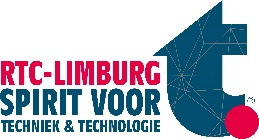 RTC-LIMBURG
SPIRIT VOOR
TECHNIEK & TECHNOLOGIE
t.
®